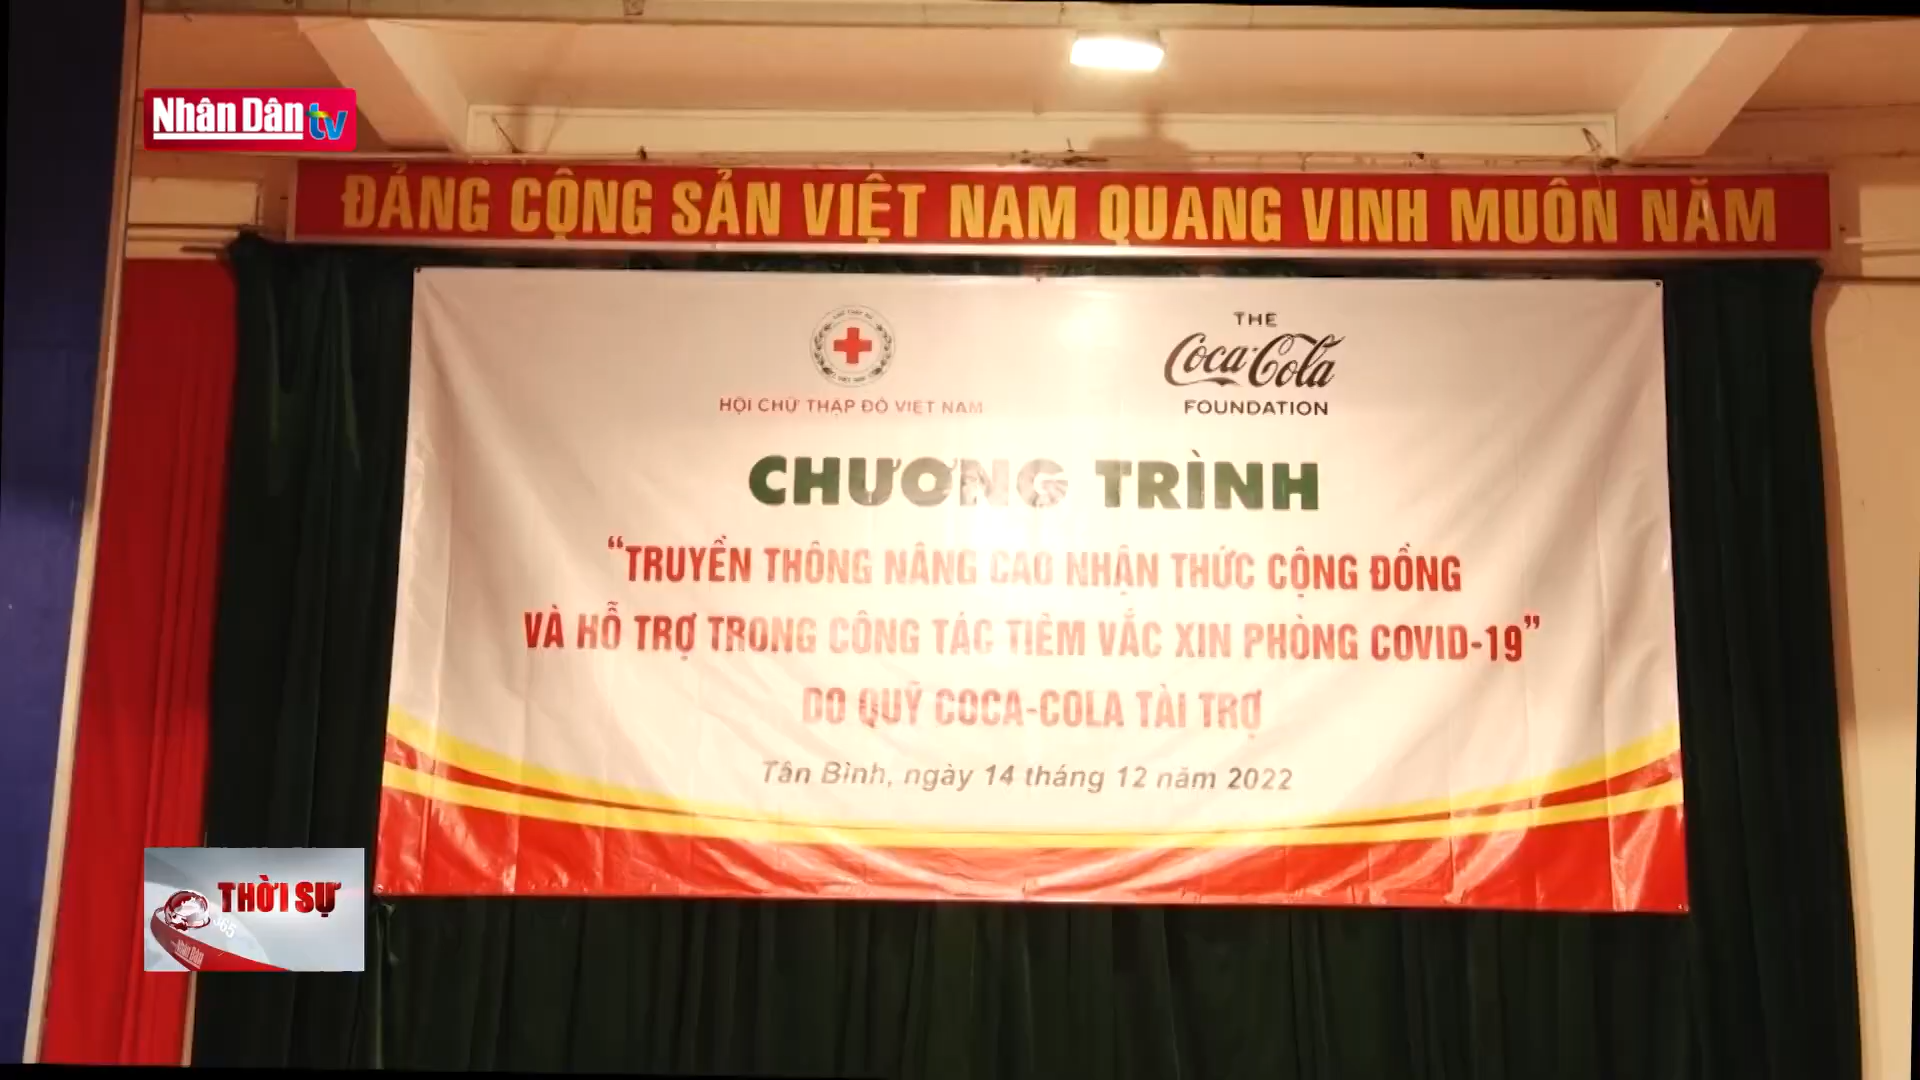 Nhân Dân tv
ĐẢNG CỘNG SẢN VIỆT NAM QUANG VINH MUÔN NĂM
HỘI CHỮ THẬP ĐỎ VIỆT NAM
THE
Coca-Cola
FOUNDATION
CHƯƠNG TRÌNH
“TRUYỀN THÔNG NÂNG CAO NHẬN THỨC CỘNG ĐỒNG
VÀ HỖ TRỢ TRONG CÔNG TÁC TIÊM VẮC XIN PHÒNG COVID-19”
DO QUỸ COCA-COLA TÀI TRỢ
Tân Bình, ngày 14 tháng 12 năm 2022
THỜI SỰ
365
Nhân Dân